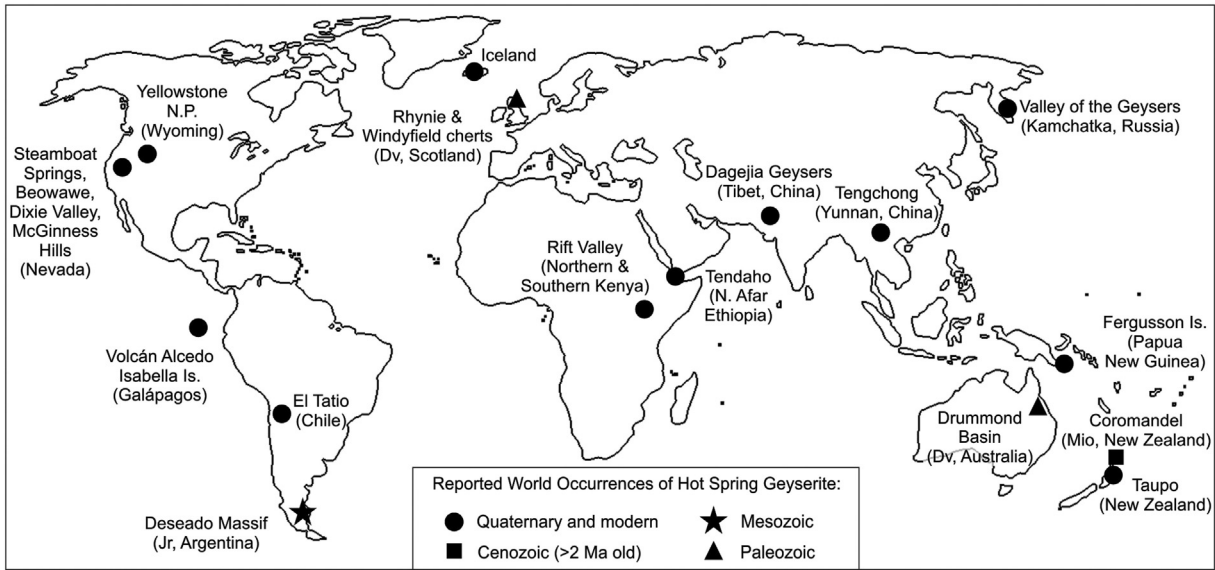 Iceland
Yellowstone
N.P.
(Wyoming)
Rhynie &
Windyfield cherts
(Dv, Scotland)
Valley of the Geysers
(Kamchatka, Russia)
Steamboat
Springs,
Beowawe,
Dixie Valley,
McGinness
Hills
(Nevada)
Dagejia Geysers
(Tibet, China)
Tengchong
(Yunnan, China)
Rift Valley
(Northern &
Southern Kenya)
Tendaho
(N. Afar
Ethiopia)
Fergusson Is.
(Papua
New Guinea)
Volcán Alcedo
Isabella Is.
(Galápagos)
El Tatio
(Chile)
Drummond
Basin
(Dv, Australia)
Coromandel
(Mio, New Zealand)
Taupo
(New Zealand)
Deseado Massif
(Jr, Argentina)
Reported World Occurrences of Hot Spring Geyserite:
Quaternary and modern
Mesozoic
Cenozoic (>2 Ma old)
Paleozoic